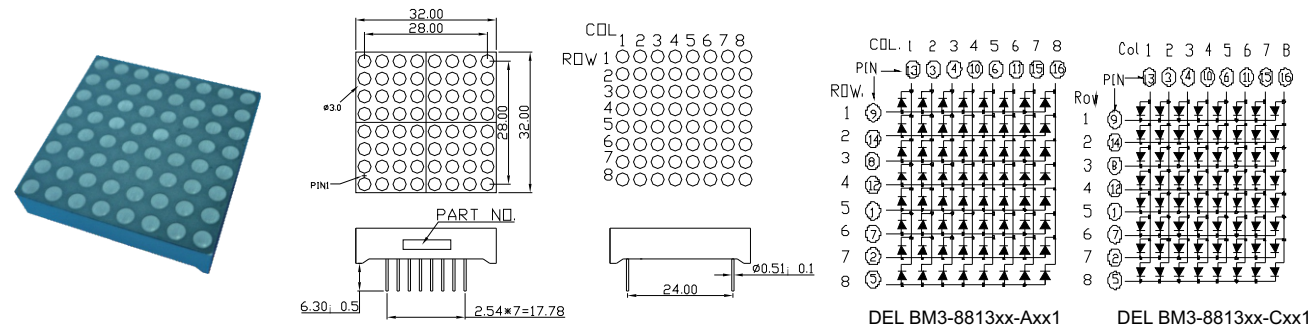 32.00
28.00
ø3.0
28.00
32.00
PIN1
COL
1 2 3 4 5 6 7 8
ROW 1
2
3
4
5
6
7
8
PART NO.
6.30¡ 0.5
2.54*7=17.78
24.00
ø0.51¡ 0.1
COL. 1 2 3 4 5 6 7 8
PIN 13 3 4 10 6 11 15 16
ROW.
1 9
2 14
3 8
4 12
5 1
6 7
7 2
8 5
DEL BM3-8813xx-Axx1
Col 1 2 3 4 5 6 7 8
PIN 13 3 4 10 6 11 15 16
Row
1 9
2 14
3 8
4 12
5 1
6 7
7 2
8 5
DEL BM3-8813xx-Cxx1